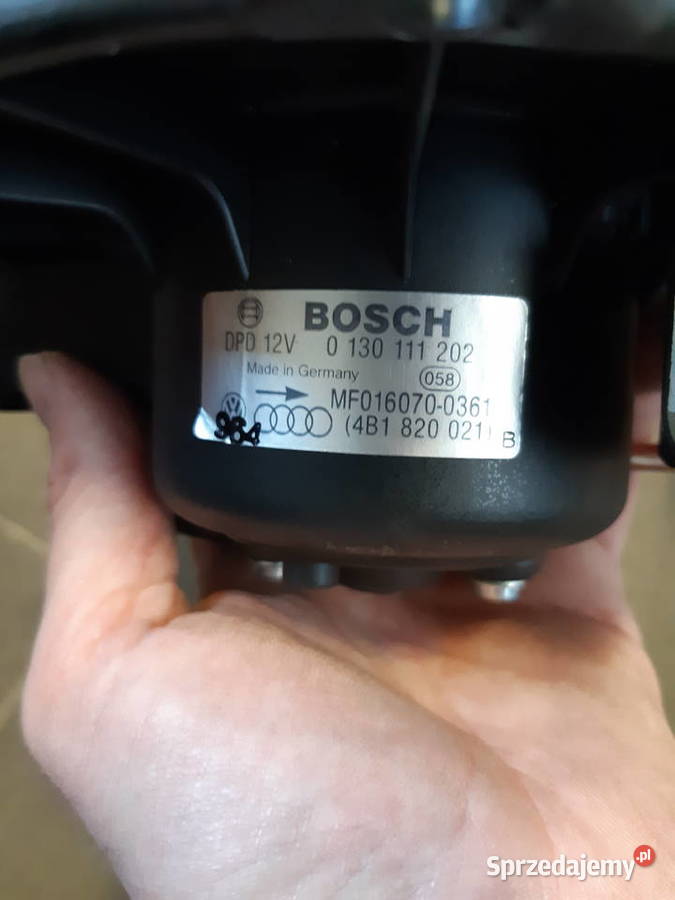 BOSCH
DPD 12V 0 130 111 202
Made in Germany 058
MF016070-0361
964 (4B1 820 021) B
Sprzedajemy.pl